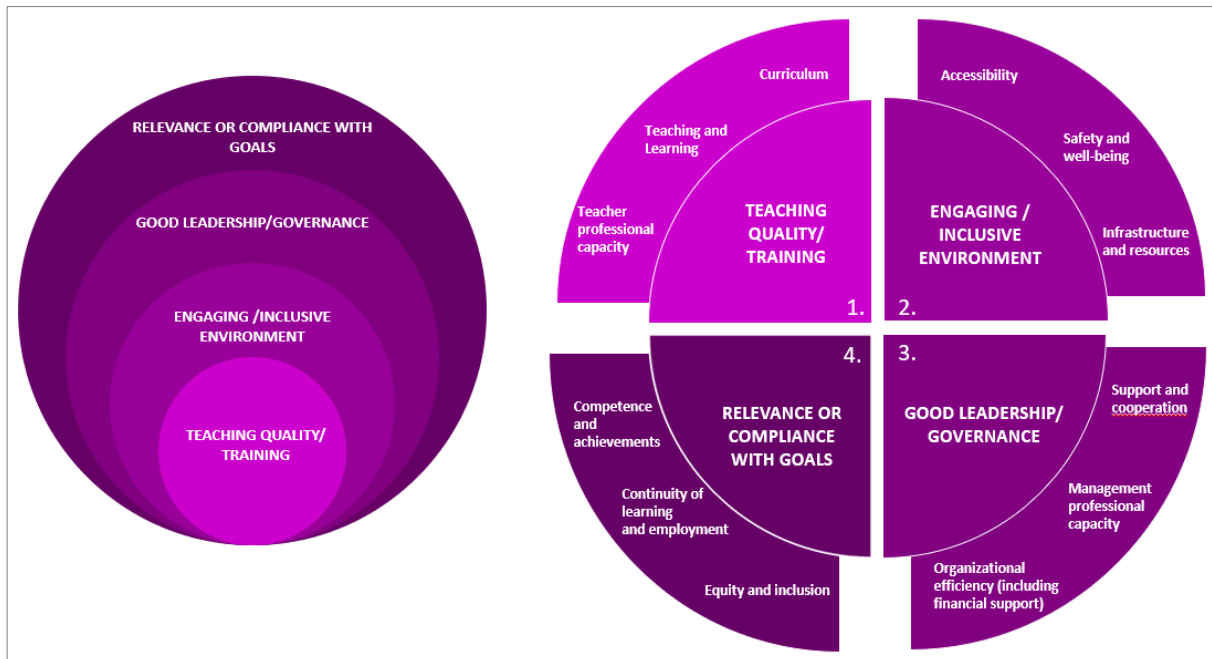 RELEVANCE OR COMPLIANCE WITH
GOALS
GOOD LEADERSHIP/GOVERNANCE
ENGAGING /INCLUSIVE
ENVIRONMENT
TEACHING QUALITY/
TRAINING
Curriculum
Teaching and
Learning
Teacher
professional
capacity
TEACHING
QUALITY/
TRAINING
1.
Accessibility
Safety and
well-being
Infrastructure
and resources
ENGAGING /
INCLUSIVE
ENVIRONMENT
2.
4.
RELEVANCE OR
COMPLIANCE
WITH GOALS
Competence
and
achievements
Continuity of
learning
and employment
Equity and inclusion
3.
GOOD LEADERSHIP/
GOVERNANCE
Support and
cooperation
Management
professional
capacity
Organizational
efficiency (including
financial support)